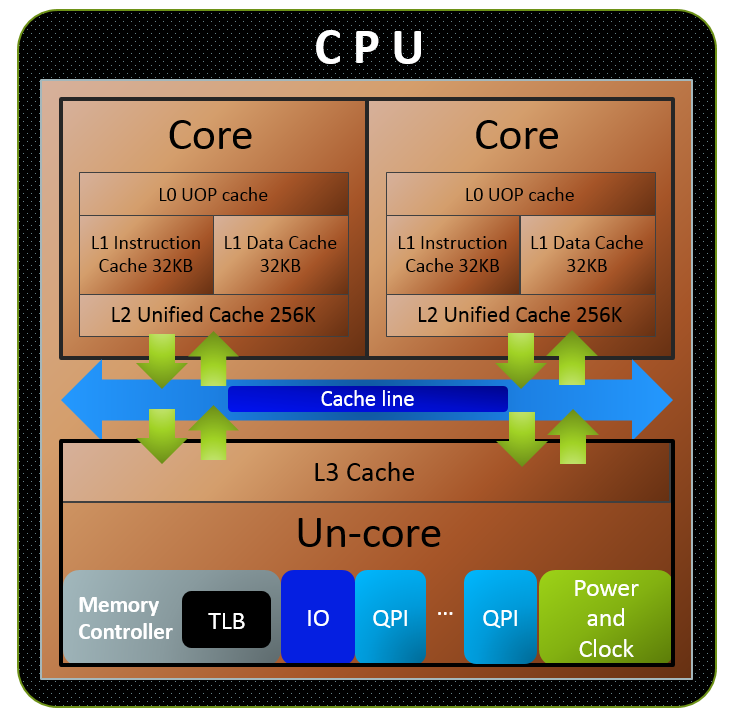 CPU
Core
Core
L0 UOP cache
L0 UOP cache
L1 Instruction
Cache 32KB
L1 Data Cache
32KB
L1 Instruction
Cache 32KB
L1 Data Cache
32KB
L2 Unified Cache 256K
L2 Unified Cache 256K
Cache line
L3 Cache
Un-core
Memory
Controller
TLB
IO
QPI
...
QPI
Power
and
Clock